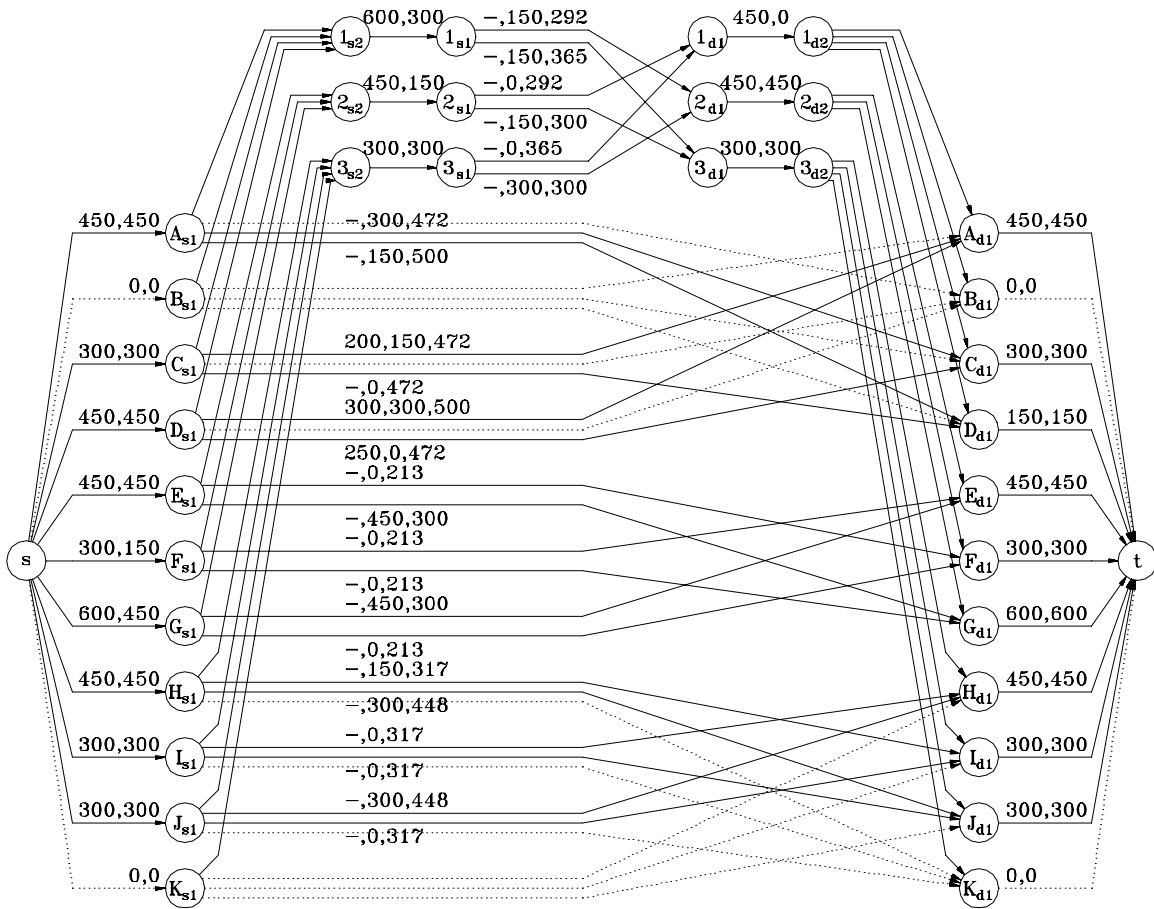 600,300
-,150,292
450,0
1s2
1s1
1d1
1d2
-,150,365
450,150
-,0,292
450,450
2s2
2s1
2d1
2d2
-,150,300
300,300
-,0,365
300,300
3s2
3s1
3d1
3d2
-,300,300
450,450
-,300,472
450,450
As1
Ad1
-,150,500
0,0
0,0
Bs1
Bd1
300,300
200,150,472
300,300
Cs1
Cd1
-,0,472
450,450
300,300,500
150,150
Ds1
Dd1
250,0,472
450,450
-,0,213
450,450
Es1
Ed1
-,450,300
300,150
-,0,213
300,300
s
Fs1
Fd1
t
-,0,213
600,450
-,450,300
600,600
Gs1
Gd1
-,0,213
450,450
-,150,317
450,450
Hs1
Hd1
-,300,448
300,300
-,0,317
300,300
Is1
Id1
-,0,317
300,300
-,300,448
300,300
Js1
Jd1
-,0,317
0,0
0,0
Ks1
Kd1